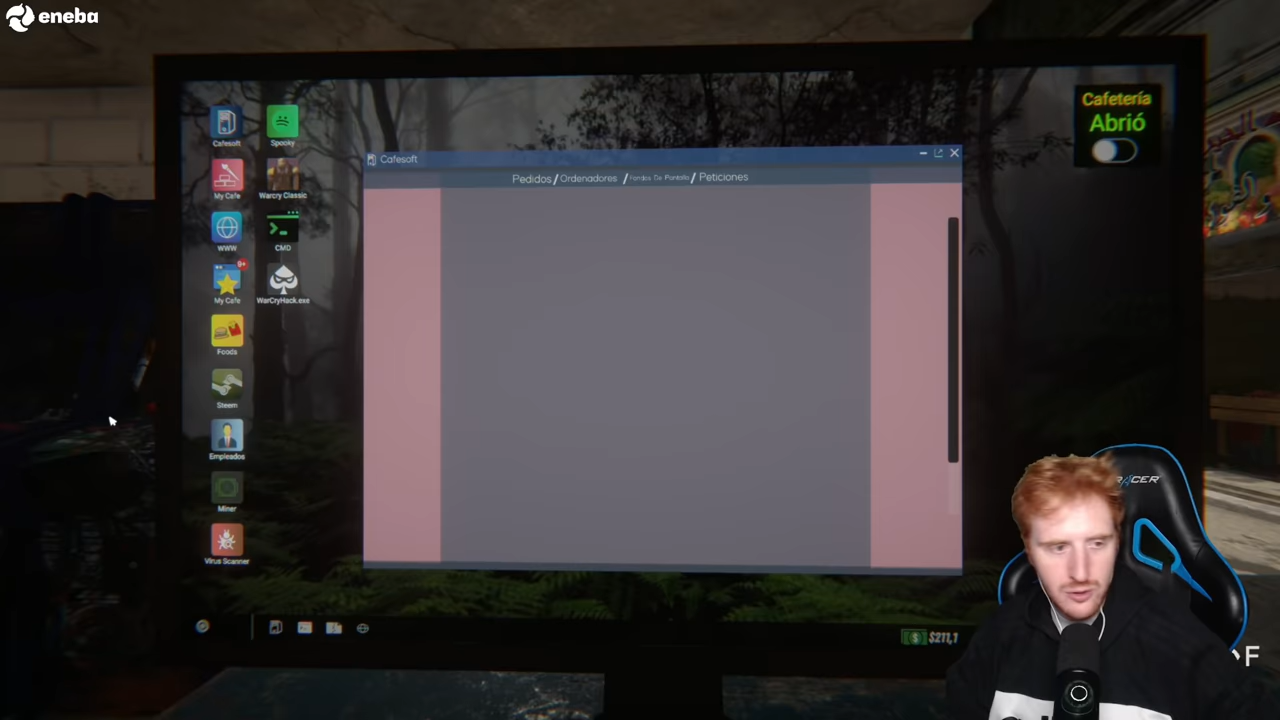 eneba
Cafetería
Abrió
Cafesoft
Spooky
My Cafe
Warcry Classic
WWW
CMD
9+
My Cafe
WarCryHack.exe
Foods
Steem
Empleados
Miner
Virus Scanner
Cafesoft
Pedidos / Ordenadores / Fondos De Pantalla / Peticiones
$211,1
F